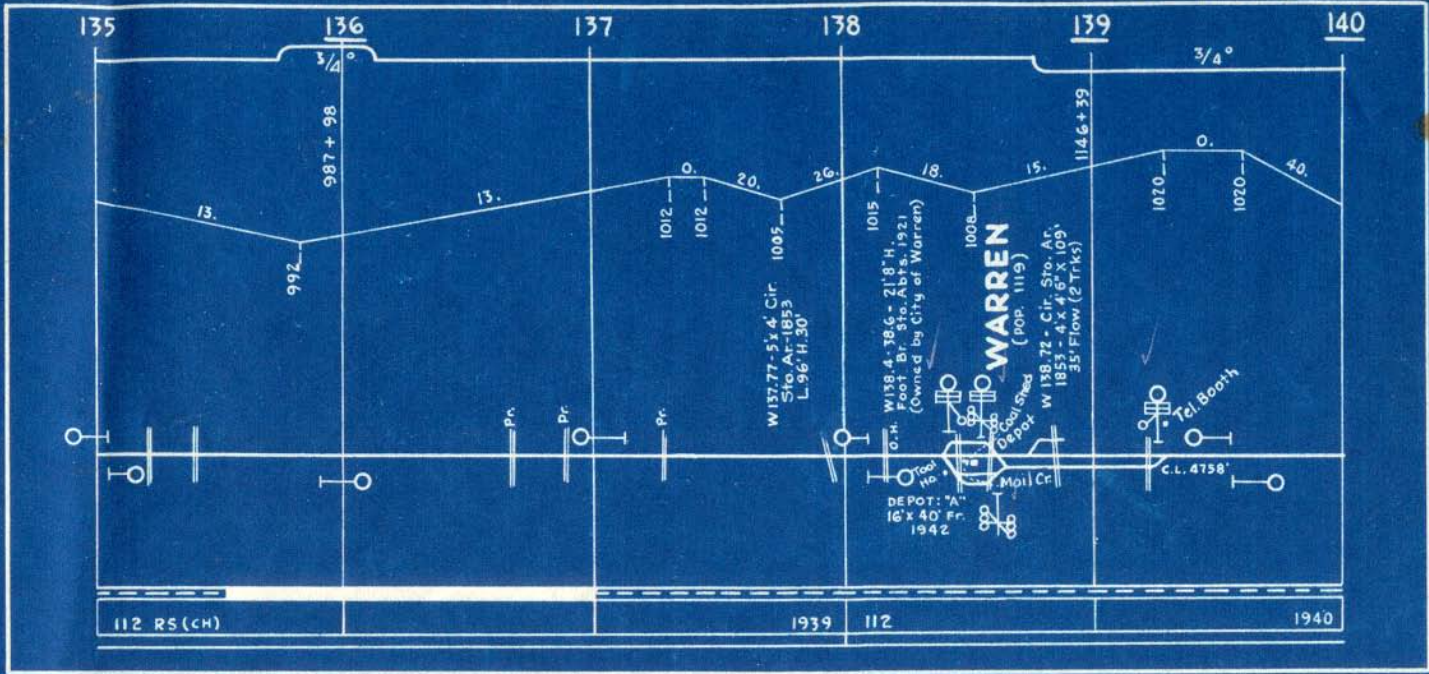 135
136
137
138
139
140
3/4°
3/4°
987 + 98
1146 + 39
13.
13.
0.
20.
26.
18.
15.
0.
40.
992
1012
1012
1005
1015
1008
1020
1020
W137.77 - 5' x 4' Cir.
Sto. Ar. - 1853
L. 96' H. 30'
W138.4 - 38.6 - 21'8" H.
Foot Br. Sto. Abts. 1921
(Owned by City of Warren)
WARREN
(POP. 1119)
W138.72 - Cir. Sto. Ar.
1853 - 4' x 4'6" x 109'
35' Flow (2 Trks)
Pr.
Pr.
Pr.
O.H.
Coal Shed
Depot
Tel. Booth
Tool
Ho.
Mail Cr.
C.L. 4758'
DEPOT: "A"
16' x 40' Fr.
1942
112 RS (CH)
1939
112
1940